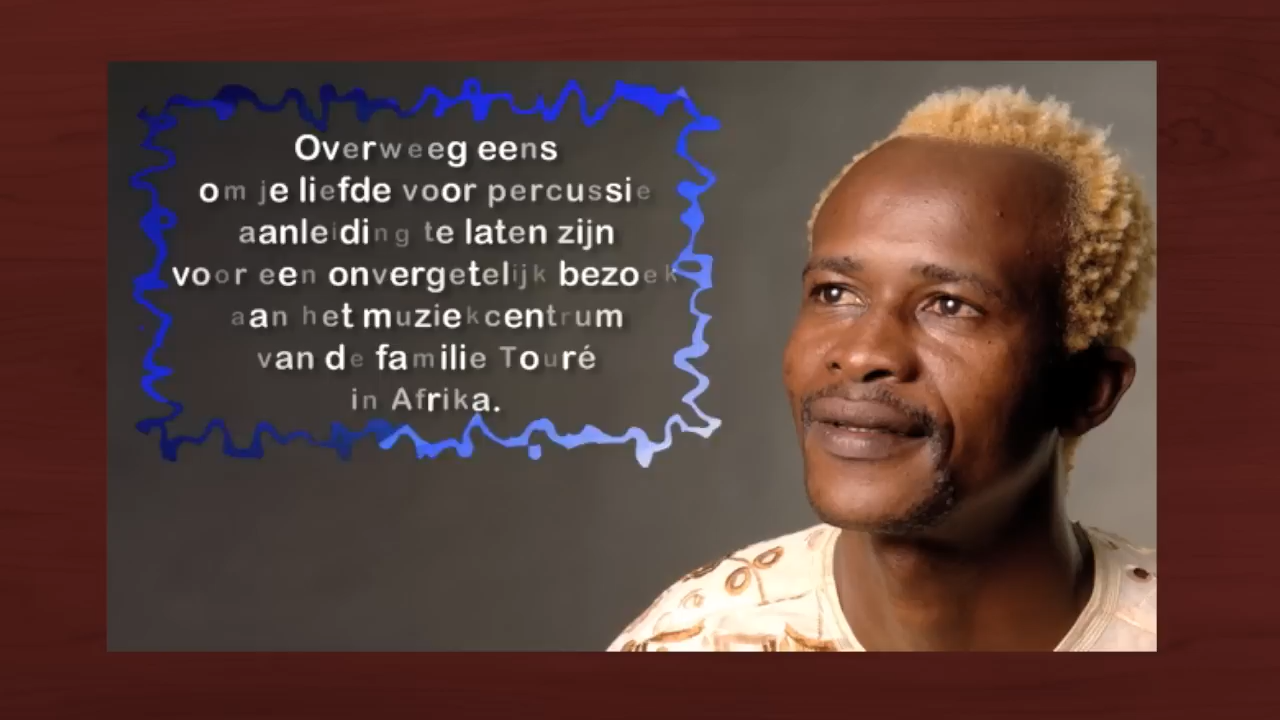 Overweeg eens
om je liefde voor percussie
aanleiding te laten zijn
voor een onvergetelijk bezoek
aan het muziekcentrum
van de familie Touré
in Afrika.